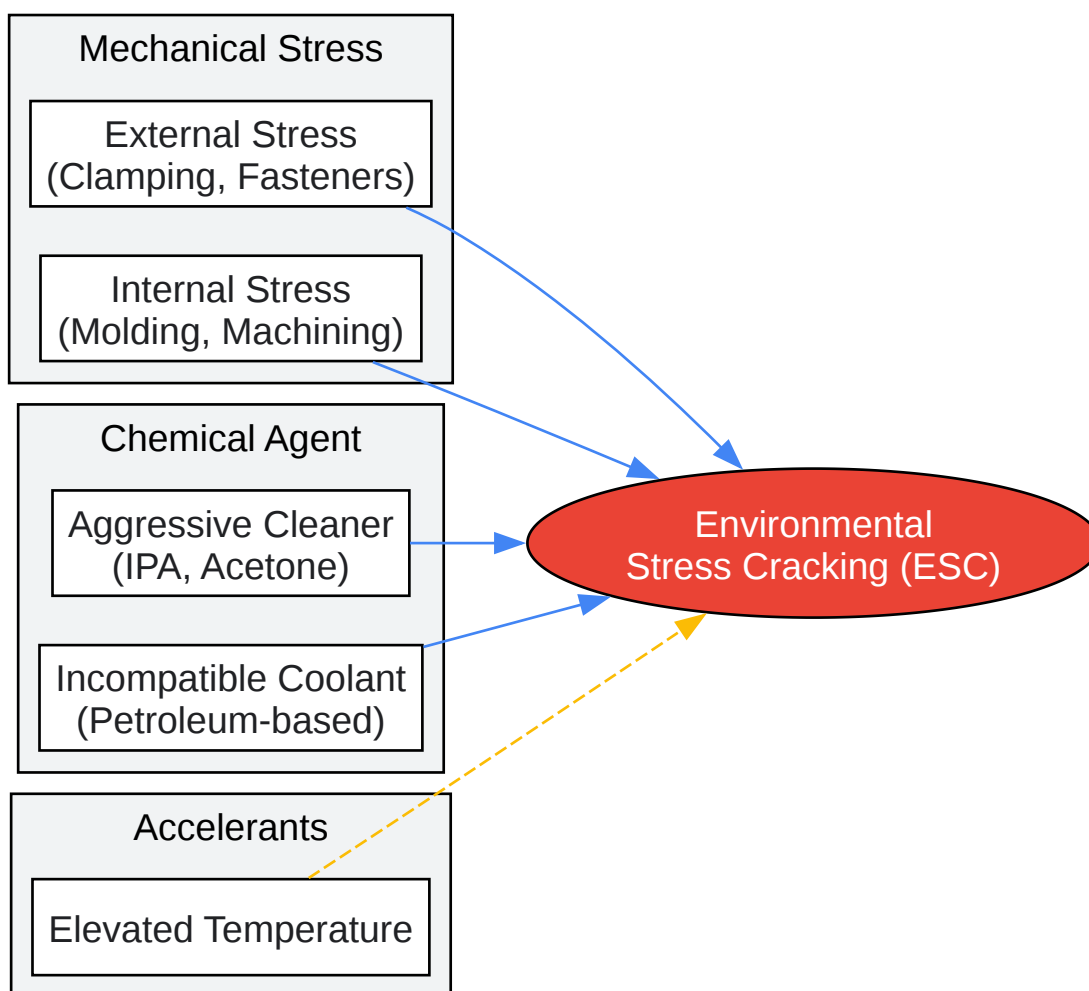 Mechanical Stress
External Stress
(Clamping, Fasteners)
Internal Stress
(Molding, Machining)
Chemical Agent
Aggressive Cleaner
(IPA, Acetone)
Incompatible Coolant
(Petroleum-based)
Accelerants
Elevated Temperature
Environmental
Stress Cracking (ESC)